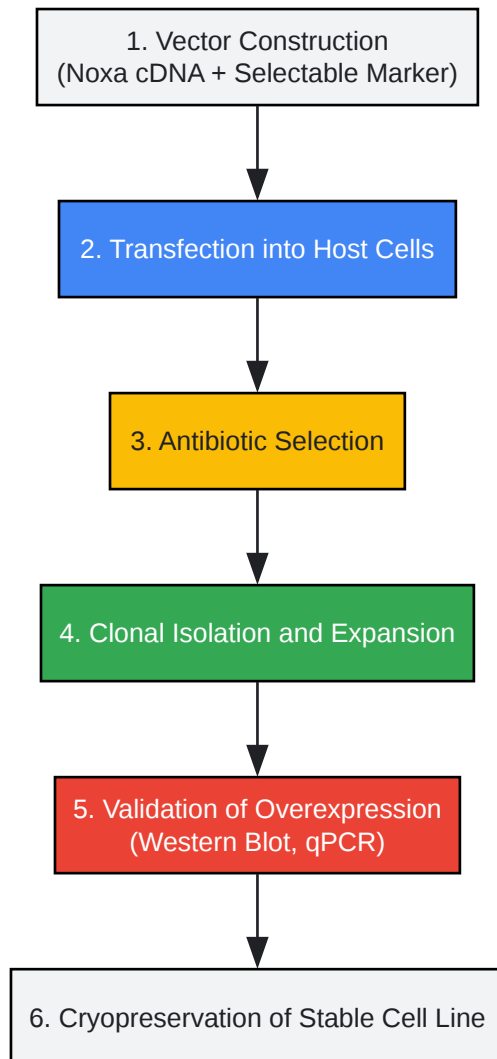 1. Vector Construction
(Noxa cDNA + Selectable Marker)
2. Transfection into Host Cells
3. Antibiotic Selection
4. Clonal Isolation and Expansion
5. Validation of Overexpression
(Western Blot, qPCR)
6. Cryopreservation of Stable Cell Line